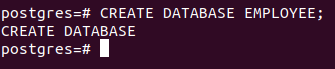 postgres=# CREATE DATABASE EMPLOYEE;
CREATE DATABASE
postgres=#